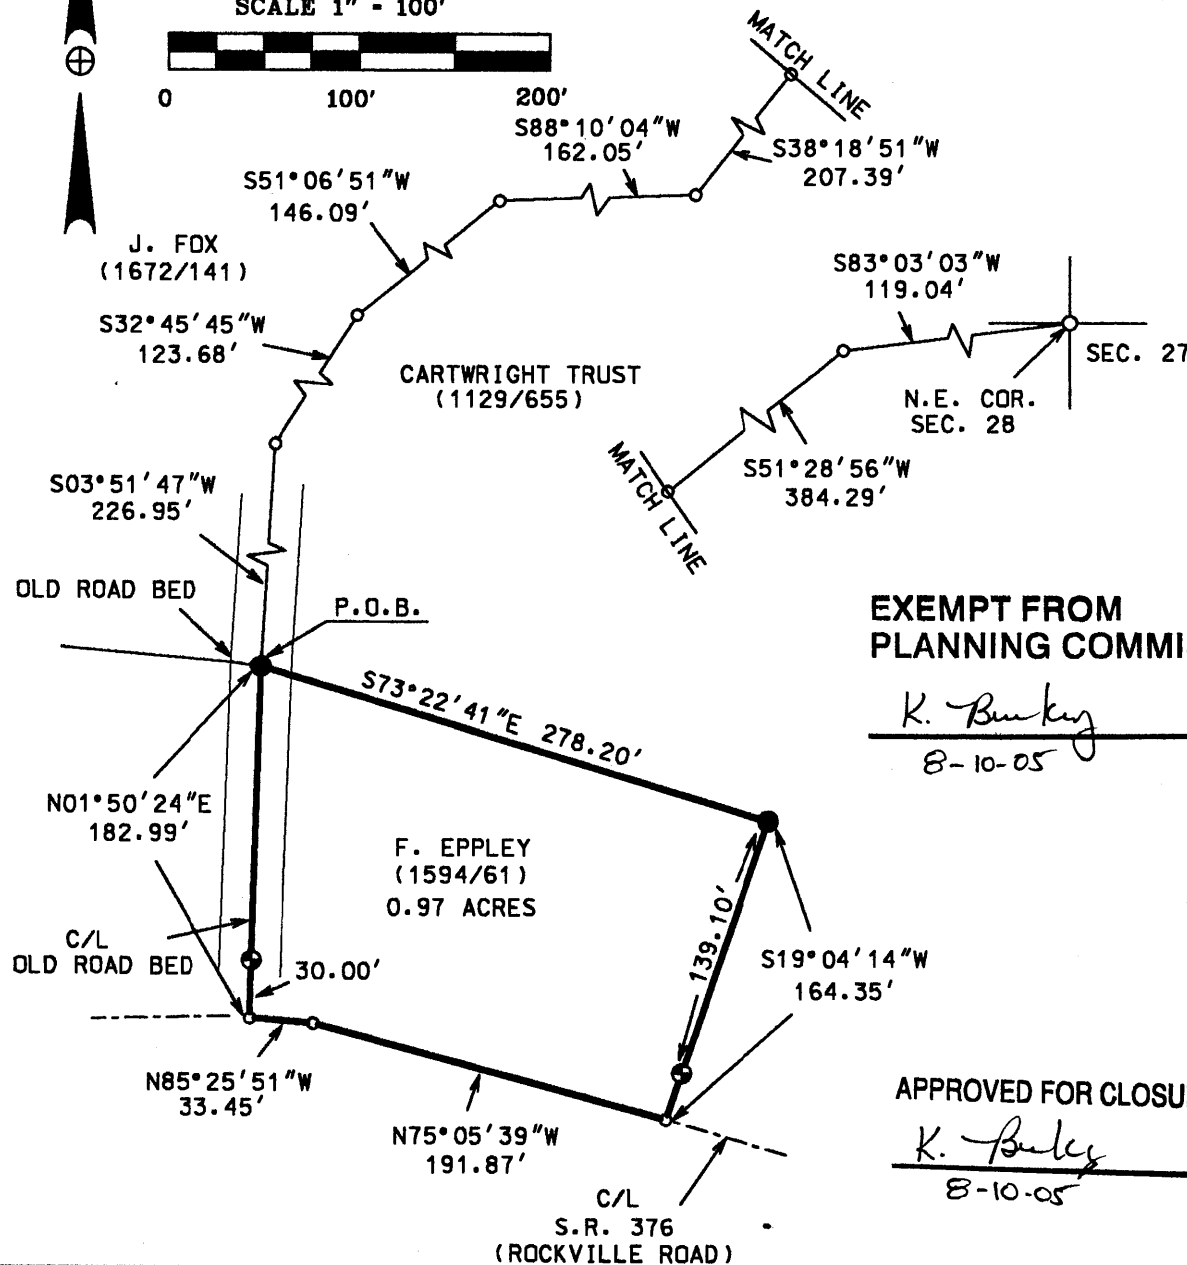 SCALE 1" - 100'
0 100' 200'
MATCH LINE
S88°10'04"W
162.05'
S38°18'51"W
207.39'
S51°06'51"W
146.09'
J. FOX
(1672/141)
S83°03'03"W
119.04'
S32°45'45"W
123.68'
SEC. 27
CARTWRIGHT TRUST
(1129/655)
N.E. COR.
SEC. 28
MATCH LINE
S51°28'56"W
384.29'
S03°51'47"W
226.95'
OLD ROAD BED
P.O.B.
EXEMPT FROM
PLANNING COMMI
S73°22'41"E 278.20'
K.
8-10-05
N01°50'24"E
182.99'
F. EPPLEY
(1594/61)
0.97 ACRES
139.10'
C/L
OLD ROAD BED
30.00'
S19°04'14"W
164.35'
N85°25'51"W
33.45'
APPROVED FOR CLOSU
N75°05'39"W
191.87'
K.
8-10-05
C/L
S.R. 376
(ROCKVILLE ROAD)